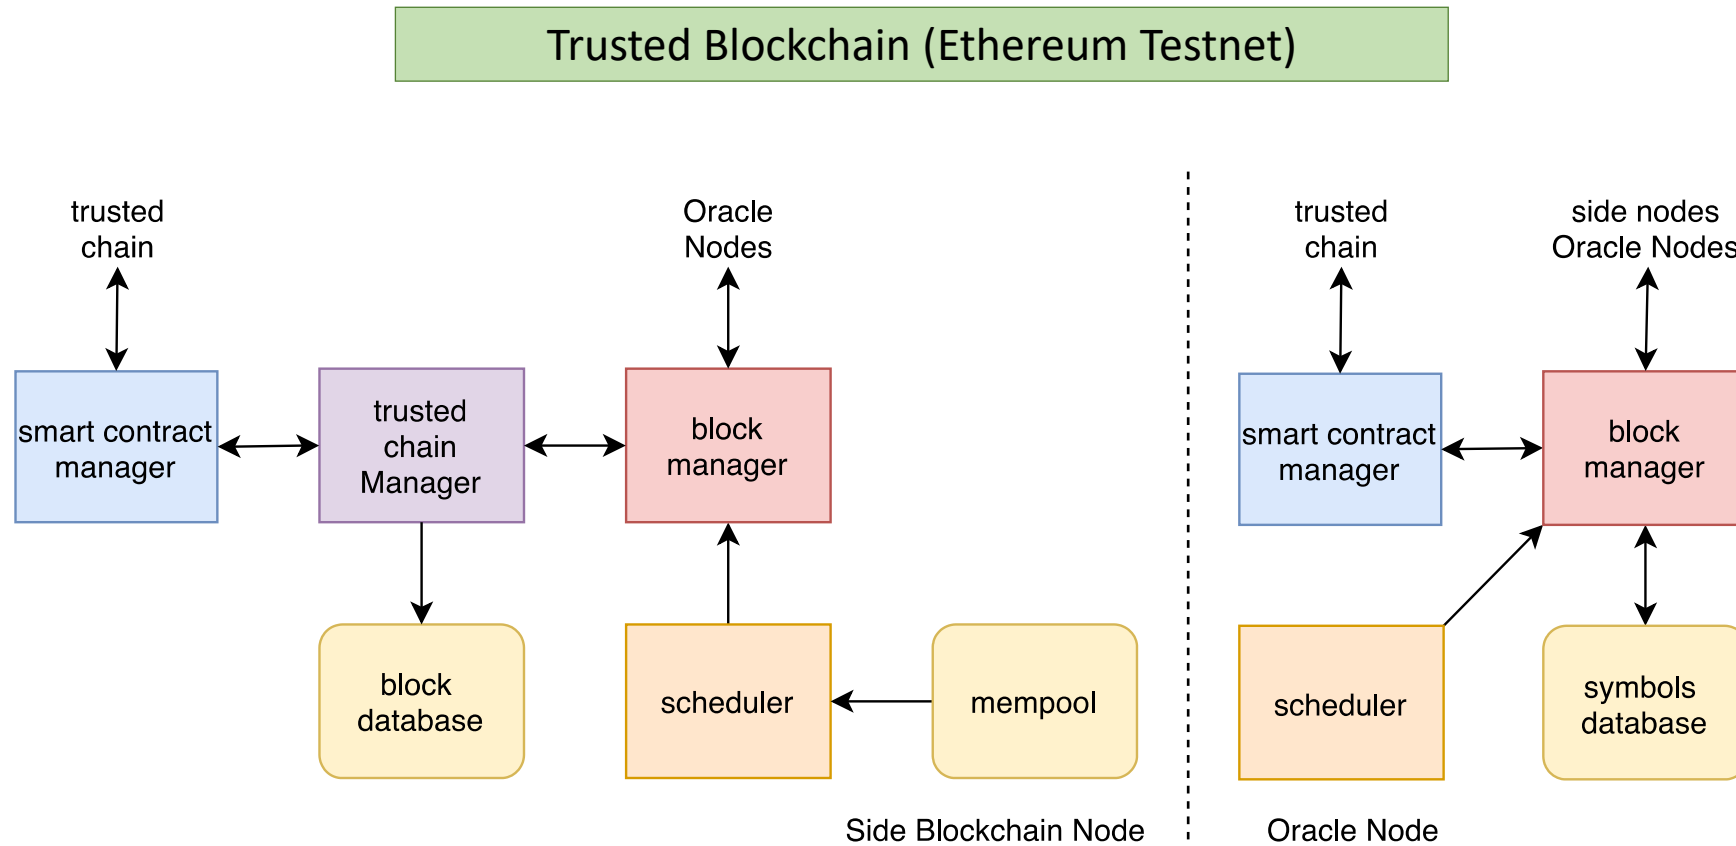 Trusted Blockchain (Ethereum Testnet)
trusted
chain
Oracle
Nodes
trusted
chain
side nodes
Oracle Nodes
smart contract
manager
trusted
chain
Manager
block
manager
smart contract
manager
block
manager
block
database
scheduler
mempool
scheduler
symbols
database
Side Blockchain Node
Oracle Node